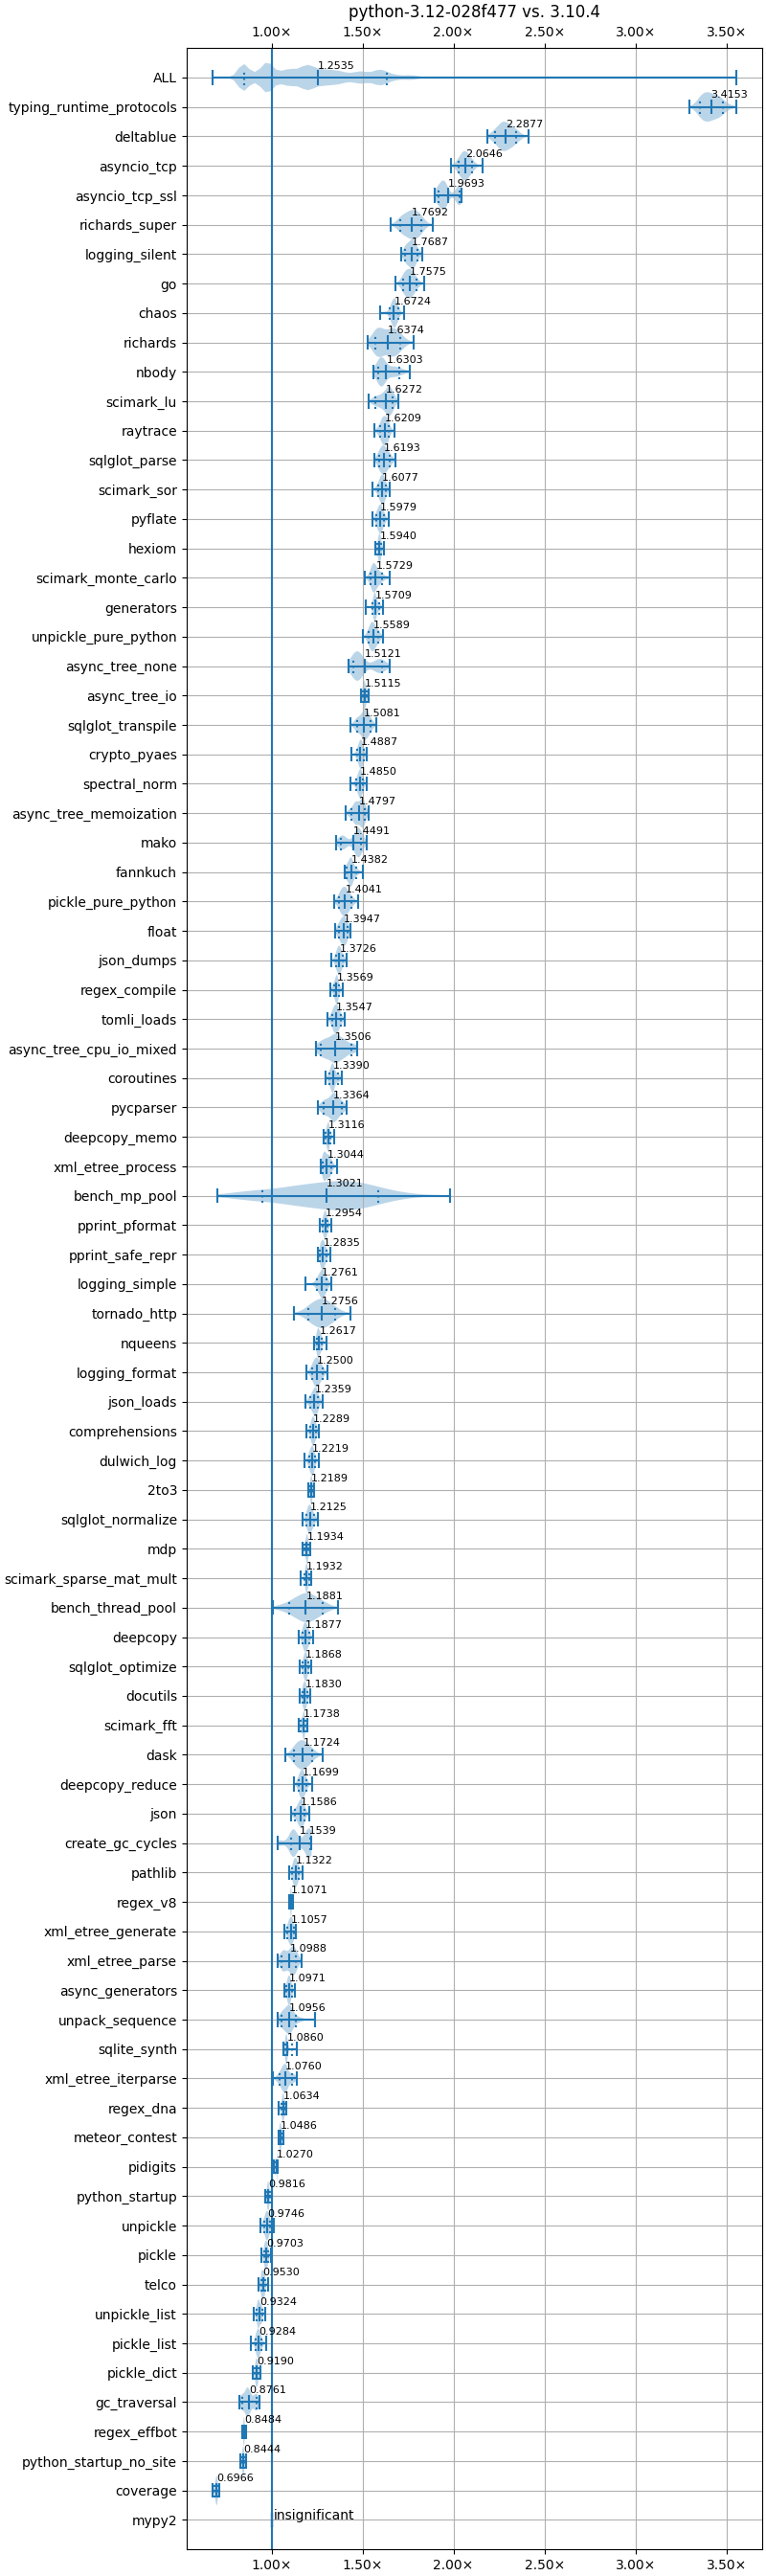 python-3.12-028f477 vs. 3.10.4
1.00× 1.50× 2.00× 2.50× 3.00× 3.50×
ALL 1.2535
typing_runtime_protocols 3.4153
deltablue 2.2877
asyncio_tcp 2.0646
asyncio_tcp_ssl 1.9693
richards_super 1.7692
logging_silent 1.7687
go 1.7575
chaos 1.6724
richards 1.6374
nbody 1.6303
scimark_lu 1.6272
raytrace 1.6209
sqlglot_parse 1.6193
scimark_sor 1.6077
pyflate 1.5979
hexiom 1.5940
scimark_monte_carlo 1.5729
generators 1.5709
unpickle_pure_python 1.5589
async_tree_none 1.5121
async_tree_io 1.5115
sqlglot_transpile 1.5081
crypto_pyaes 1.4887
spectral_norm 1.4850
async_tree_memoization 1.4797
mako 1.4491
fannkuch 1.4382
pickle_pure_python 1.4041
float 1.3947
json_dumps 1.3726
regex_compile 1.3569
tomli_loads 1.3547
async_tree_cpu_io_mixed 1.3506
coroutines 1.3390
pycparser 1.3364
deepcopy_memo 1.3116
xml_etree_process 1.3044
bench_mp_pool 1.3021
pprint_pformat 1.2954
pprint_safe_repr 1.2835
logging_simple 1.2761
tornado_http 1.2756
nqueens 1.2617
logging_format 1.2500
json_loads 1.2359
comprehensions 1.2289
dulwich_log 1.2219
2to3 1.2189
sqlglot_normalize 1.2125
mdp 1.1934
scimark_sparse_mat_mult 1.1932
bench_thread_pool 1.1881
deepcopy 1.1877
sqlglot_optimize 1.1868
docutils 1.1830
scimark_fft 1.1738
dask 1.1724
deepcopy_reduce 1.1699
json 1.1586
create_gc_cycles 1.1539
pathlib 1.1322
regex_v8 1.1071
xml_etree_generate 1.1057
xml_etree_parse 1.0988
async_generators 1.0971
unpack_sequence 1.0956
sqlite_synth 1.0860
xml_etree_iterparse 1.0760
regex_dna 1.0634
meteor_contest 1.0486
pidigits 1.0270
python_startup 0.9816
unpickle 0.9746
pickle 0.9703
telco 0.9530
unpickle_list 0.9324
pickle_list 0.9284
pickle_dict 0.9190
gc_traversal 0.8761
regex_effbot 0.8484
python_startup_no_site 0.8444
coverage 0.6966
mypy2 insignificant
1.00× 1.50× 2.00× 2.50× 3.00× 3.50×